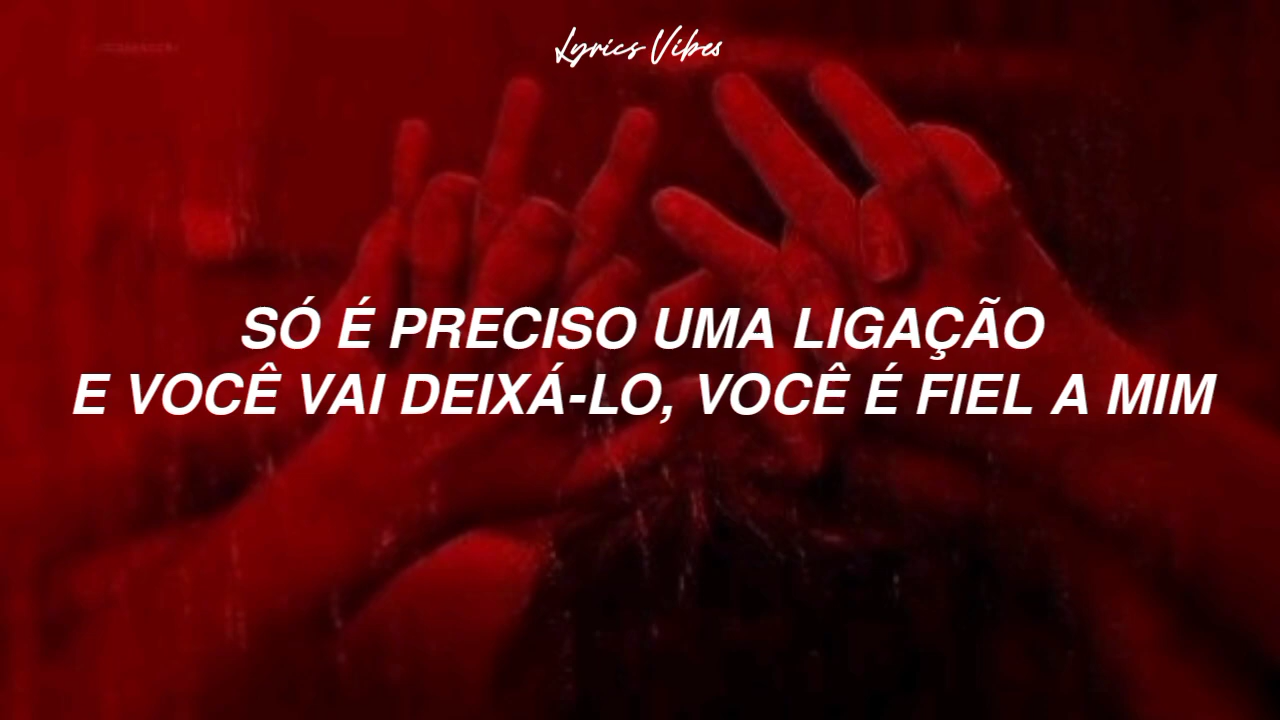 Lyrics Vibes
SÓ É PRECISO UMA LIGAÇÃO
E VOCÊ VAI DEIXÁ-LO, VOCÊ É FIEL A MIM